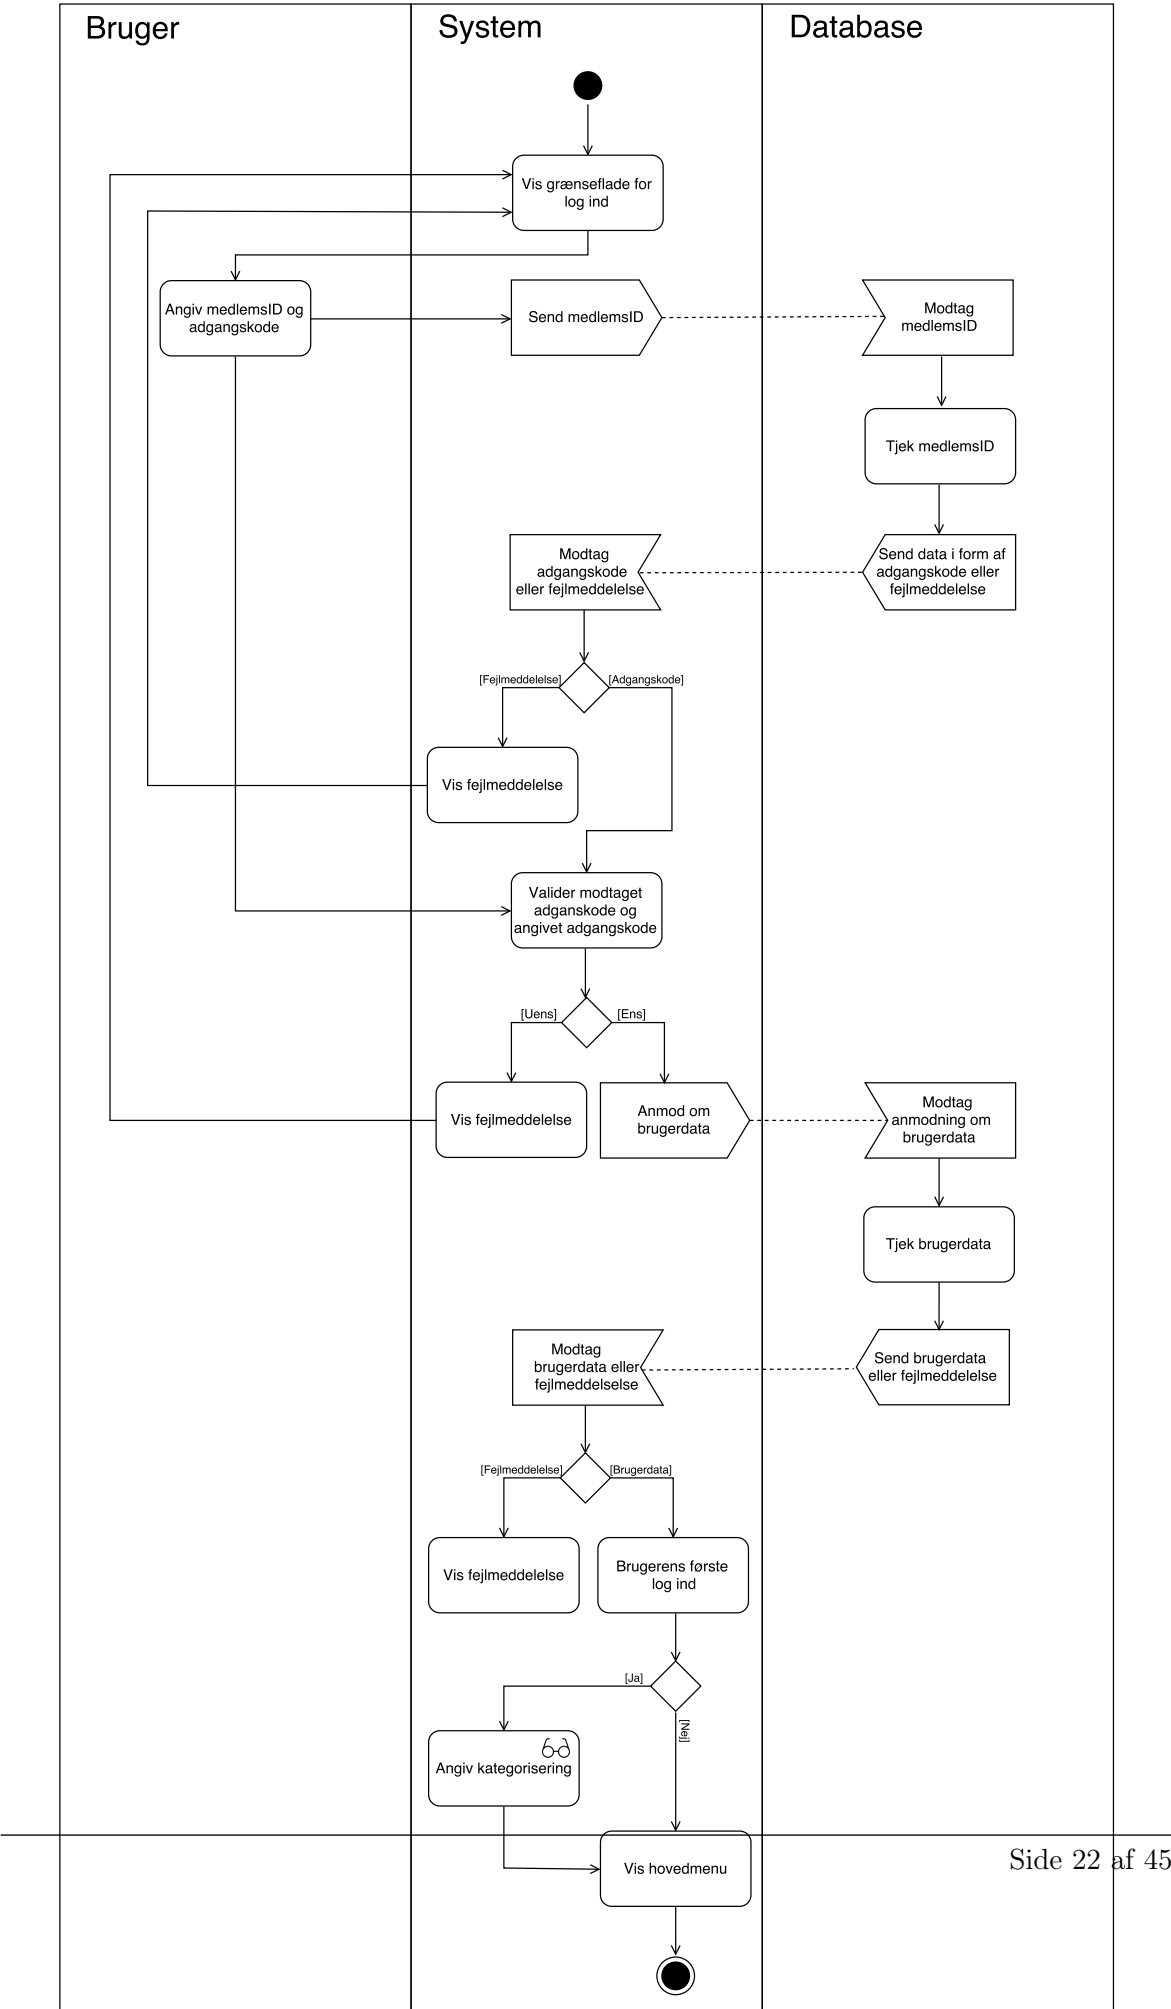 Bruger
System
Database
Vis grænseflade for
log ind
Angiv medlemsID og
adgangskode
Send medlemsID
Modtag
medlemsID
Tjek medlemsID
Send data i form af
adgangskode eller
fejlmeddelelse
Modtag
adgangskode
eller fejlmeddelelse
[Fejlmeddelelse]
[Adgangskode]
Vis fejlmeddelelse
Valider modtaget
adganskode og
angivet adgangskode
[Uens]
[Ens]
Vis fejlmeddelelse
Anmod om
brugerdata
Modtag
anmodning om
brugerdata
Tjek brugerdata
Send brugerdata
eller fejlmeddelelse
Modtag
brugerdata eller
fejlmeddelselse
[Fejlmeddelelse]
[Brugerdata]
Vis fejlmeddelelse
Brugerens første
log ind
[Ja]
[Nej]
Angiv kategorisering
Vis hovedmenu
Side 22 af 45